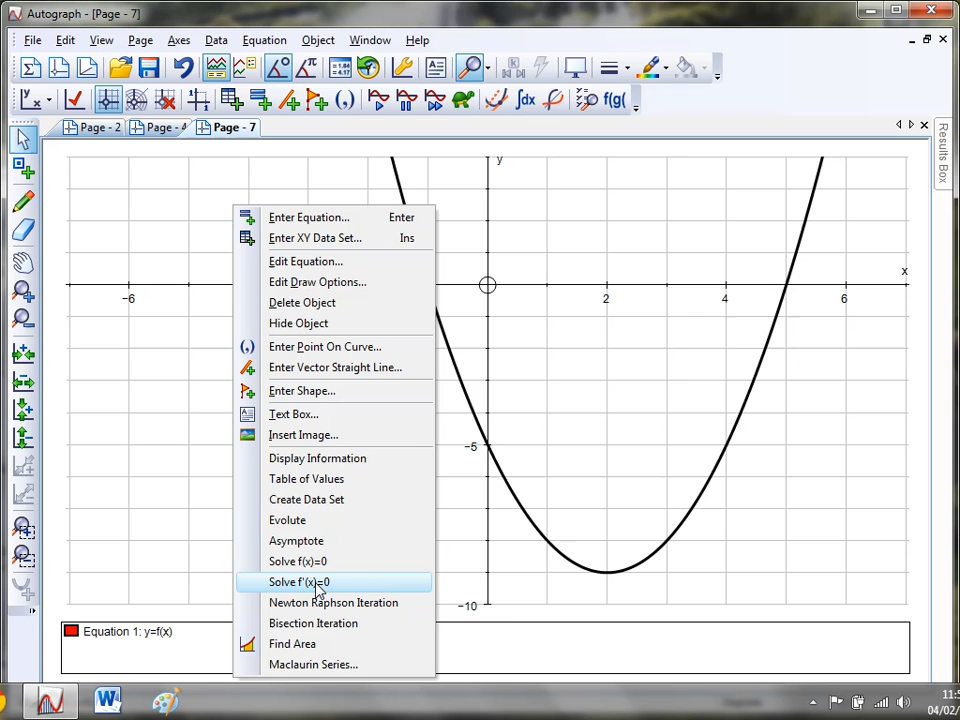 Autograph - [Page - 7]
File Edit View Page Axes Data Equation Object Window Help
Page - 2 Page - 4 Page - 7
Results Box
y
x
-6 2 4 6
-5
-10
Enter Equation... Enter
Enter XY Data Set... Ins
Edit Equation...
Edit Draw Options...
Delete Object
Hide Object
Enter Point On Curve...
Enter Vector Straight Line...
Enter Shape...
Text Box...
Insert Image...
Display Information
Table of Values
Create Data Set
Evolute
Asymptote
Solve f(x)=0
Solve f'(x)=0
Newton Raphson Iteration
Bisection Iteration
Find Area
Maclaurin Series...
Equation 1: y=f(x)
04/02/